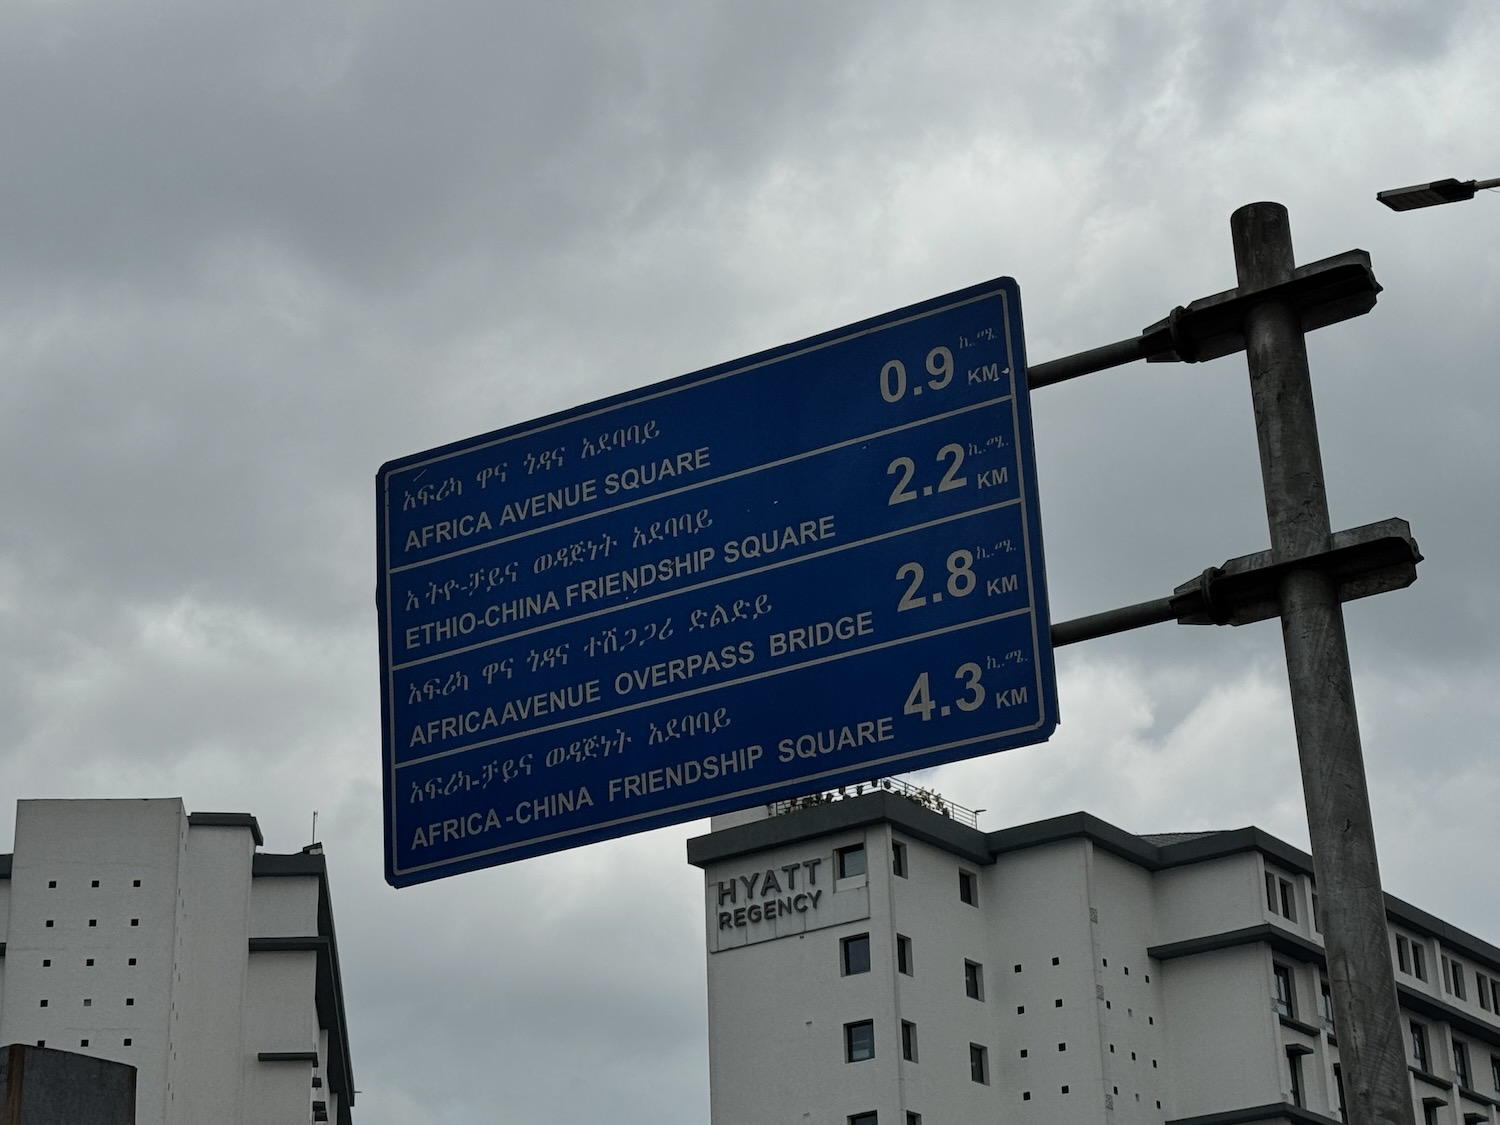 አፍሪካ ዋና ጎዳና አደባባይ
AFRICA AVENUE SQUARE
0.9 ኪ.ሜ.
KM
ኢትዮ-ቻይና ወዳጅነት አደባባይ
ETHIO-CHINA FRIENDSHIP SQUARE
2.2 ኪ.ሜ.
KM
አፍሪካ ዋና ጎዳና ተሸጋጋሪ ድልድይ
AFRICA AVENUE OVERPASS BRIDGE
2.8 ኪ.ሜ.
KM
አፍሪካ-ቻይና ወዳጅነት አደባባይ
AFRICA-CHINA FRIENDSHIP SQUARE
4.3 ኪ.ሜ.
KM
HYATT
REGENCY